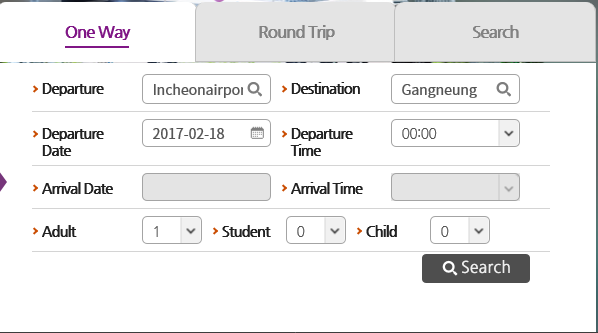 One Way Round Trip Search
Departure Incheonairpo Destination Gangneung
Departure Date 2017-02-18 Departure Time 00:00
Arrival Date Arrival Time
Adult 1 Student 0 Child 0
Search